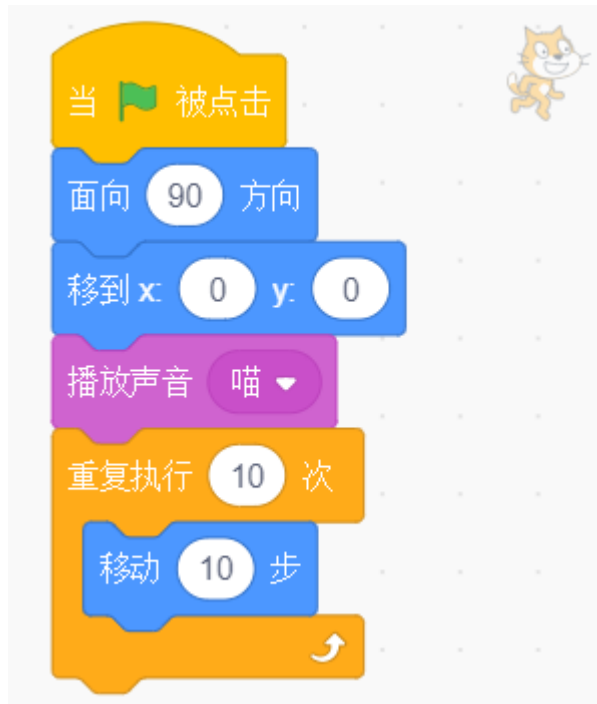 当 被点击
面向 90 方向
移到 x: 0 y: 0
播放声音 喵
重复执行 10 次
移动 10 步